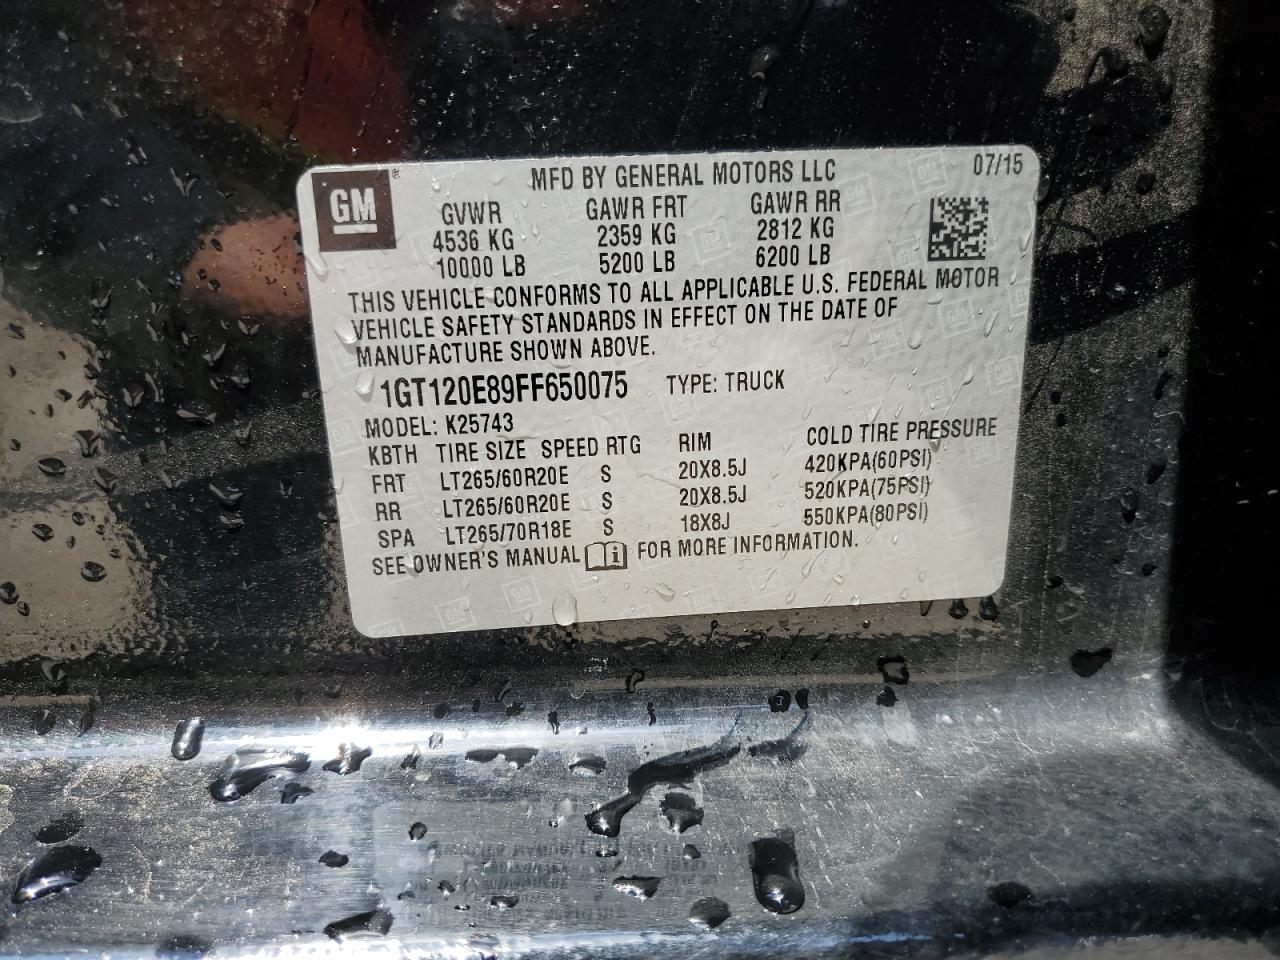 GM
MFD BY GENERAL MOTORS LLC 07/15
GVWR GAWR FRT GAWR RR
4536 KG 2359 KG 2812 KG
10000 LB 5200 LB 6200 LB
THIS VEHICLE CONFORMS TO ALL APPLICABLE U.S. FEDERAL MOTOR
VEHICLE SAFETY STANDARDS IN EFFECT ON THE DATE OF
MANUFACTURE SHOWN ABOVE.
1GT120E89FF650075 TYPE: TRUCK
MODEL: K25743
KBTH TIRE SIZE SPEED RTG RIM COLD TIRE PRESSURE
FRT LT265/60R20E S 20X8.5J 420KPA(60PSI)
RR LT265/60R20E S 20X8.5J 520KPA(75PSI)
SPA LT265/70R18E S 18X8J 550KPA(80PSI)
SEE OWNER'S MANUAL i FOR MORE INFORMATION.